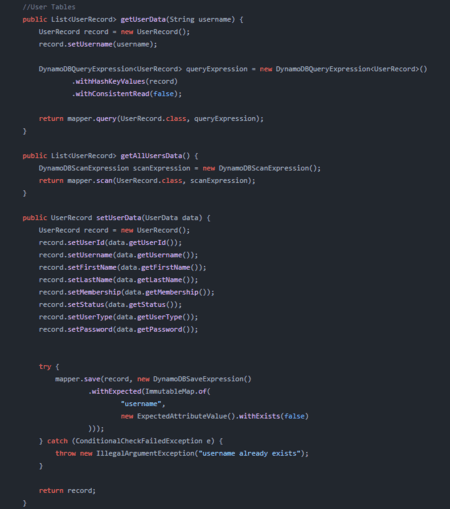 //User Tables
public List<UserRecord> getUserData(String username) {
UserRecord record = new UserRecord();
record.setUsername(username);
DynamoDBQueryExpression<UserRecord> queryExpression = new DynamoDBQueryExpression<UserRecord>()
.withHashKeyValues(record)
.withConsistentRead(false);
return mapper.query(UserRecord.class, queryExpression);
}
public List<UserRecord> getAllUsersData() {
DynamoDBScanExpression scanExpression = new DynamoDBScanExpression();
return mapper.scan(UserRecord.class, scanExpression);
}
public UserRecord setUserData(UserData data) {
UserRecord record = new UserRecord();
record.setUserId(data.getUserId());
record.setUsername(data.getUsername());
record.setFirstName(data.getFirstName());
record.setLastName(data.getLastName());
record.setMembership(data.getMembership());
record.setStatus(data.getStatus());
record.setUserType(data.getUserType());
record.setPassword(data.getPassword());
try {
mapper.save(record, new DynamoDBSaveExpression()
.withExpected(ImmutableMap.of(
"username",
new ExpectedAttributeValue().withExists(false)
)));
} catch (ConditionalCheckFailedException e) {
throw new IllegalArgumentException("username already exists");
}
return record;
}